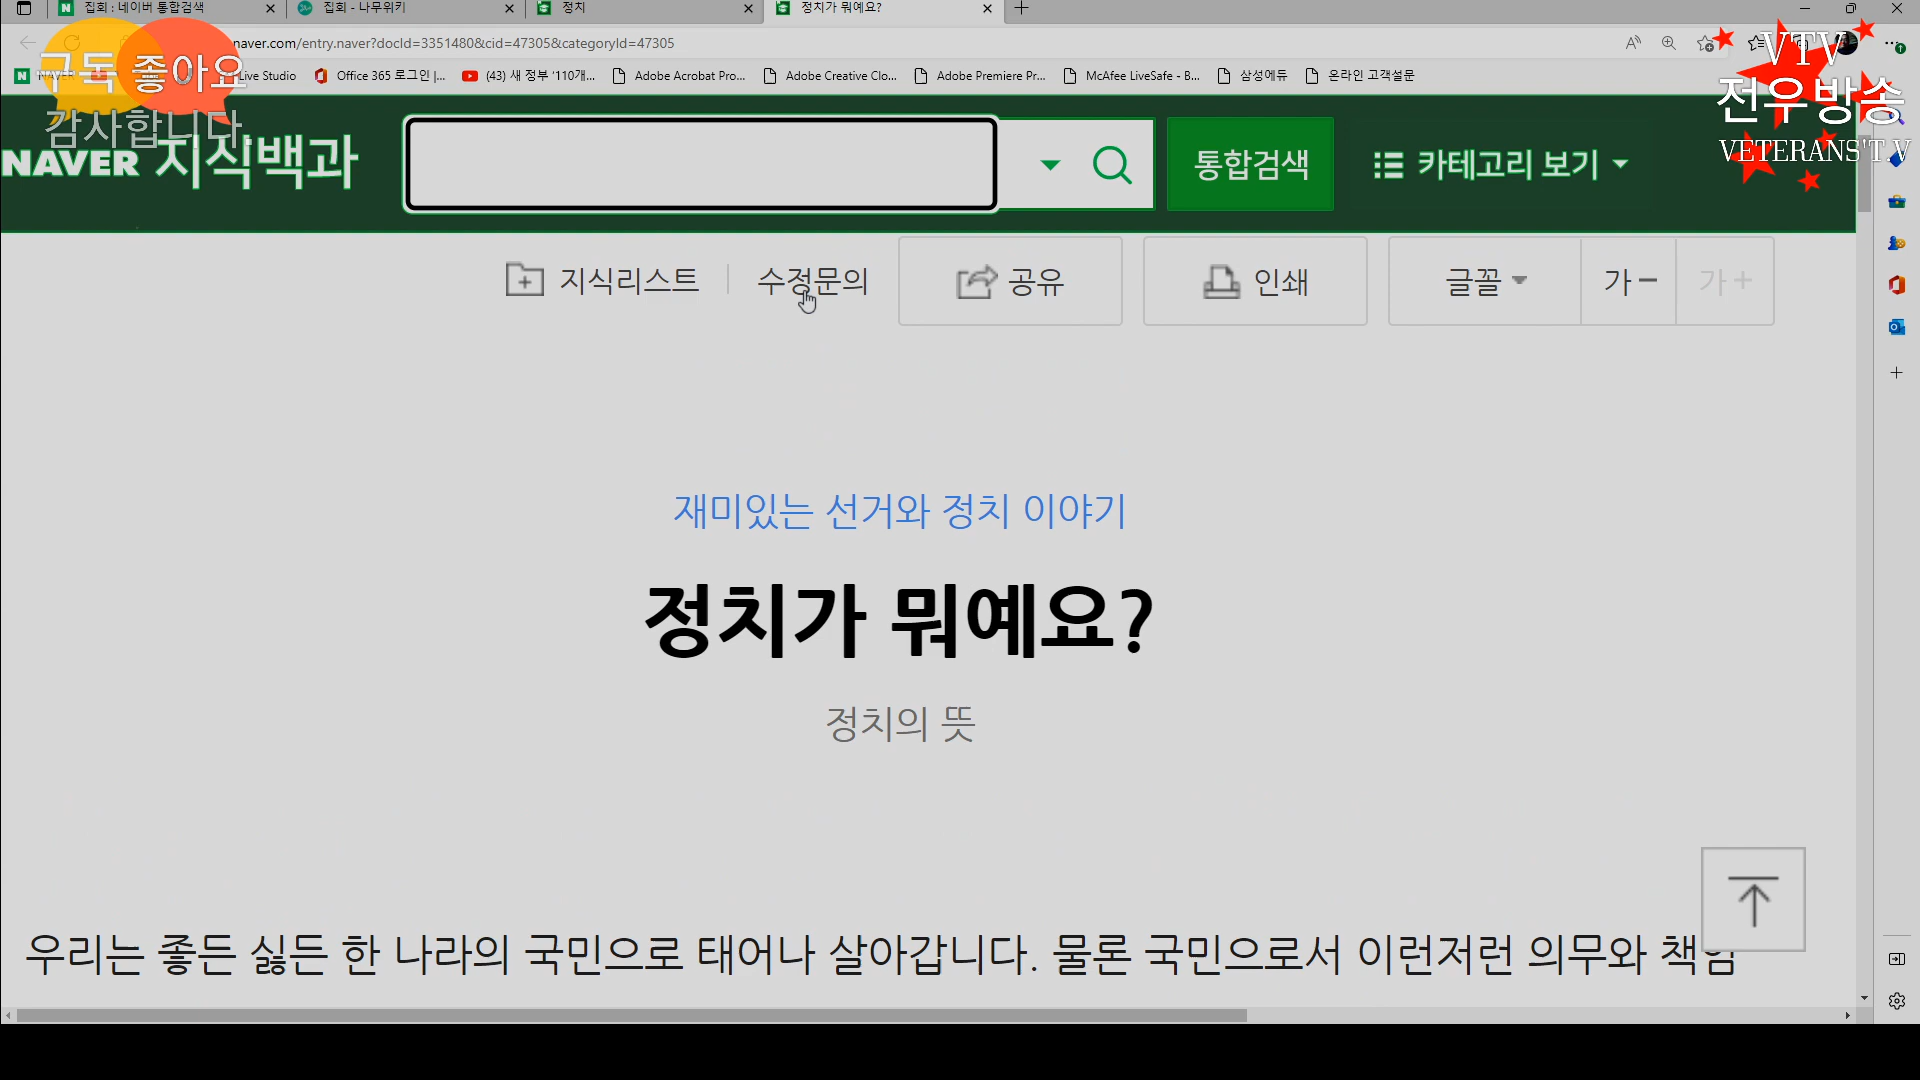 집회 : 네이버 통합검색
집회 - 나무위키
정치
정치가 뭐예요?
naver.com/entry.naver?docId=3351480&cid=47305&categoryId=47305
Live Studio
Office 365 로그인 |...
(43) 새 정부 '110개...
Adobe Acrobat Pro...
Adobe Creative Clo...
Adobe Premiere Pr...
McAfee LiveSafe - B...
삼성에듀
온라인 고객설문
구독 좋아요
감사합니다.
VTV
전우방송
VETERANS'T.V
NAVER 지식백과
통합검색
카테고리 보기
지식리스트
수정문의
공유
인쇄
글꼴
가 -
가 +
재미있는 선거와 정치 이야기
정치가 뭐예요?
정치의 뜻
우리는 좋든 싫든 한 나라의 국민으로 태어나 살아갑니다. 물론 국민으로서 이런저런 의무와 책임